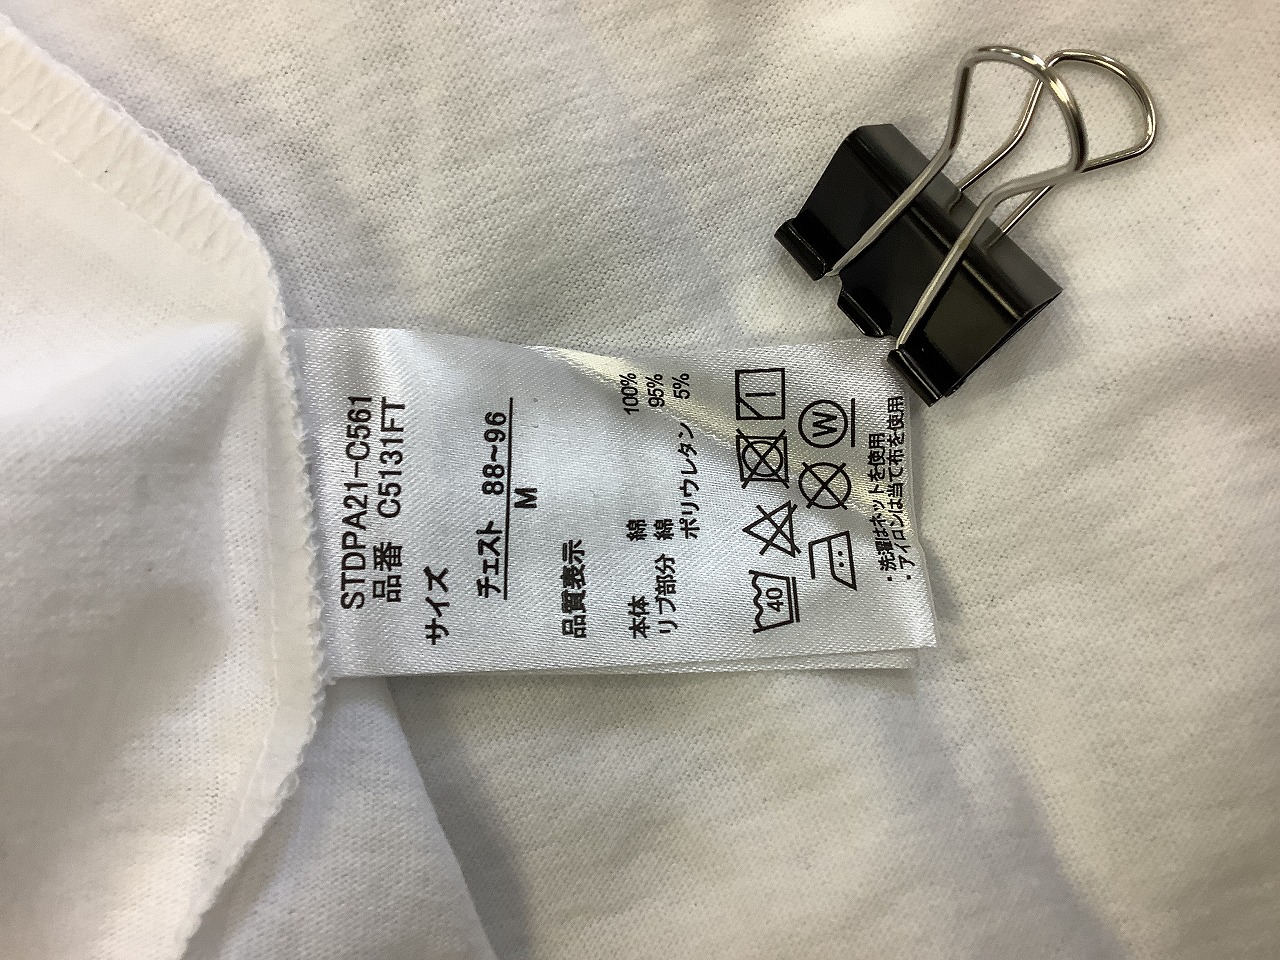 STDPA21-C561
品番 C5131FT
サイズ
チェスト 88~96
M
品質表示
本体 綿 100%
リブ部分 綿 95%
ポリウレタン 5%
40
W
・洗濯はネットを使用
・アイロンは当て布を使用